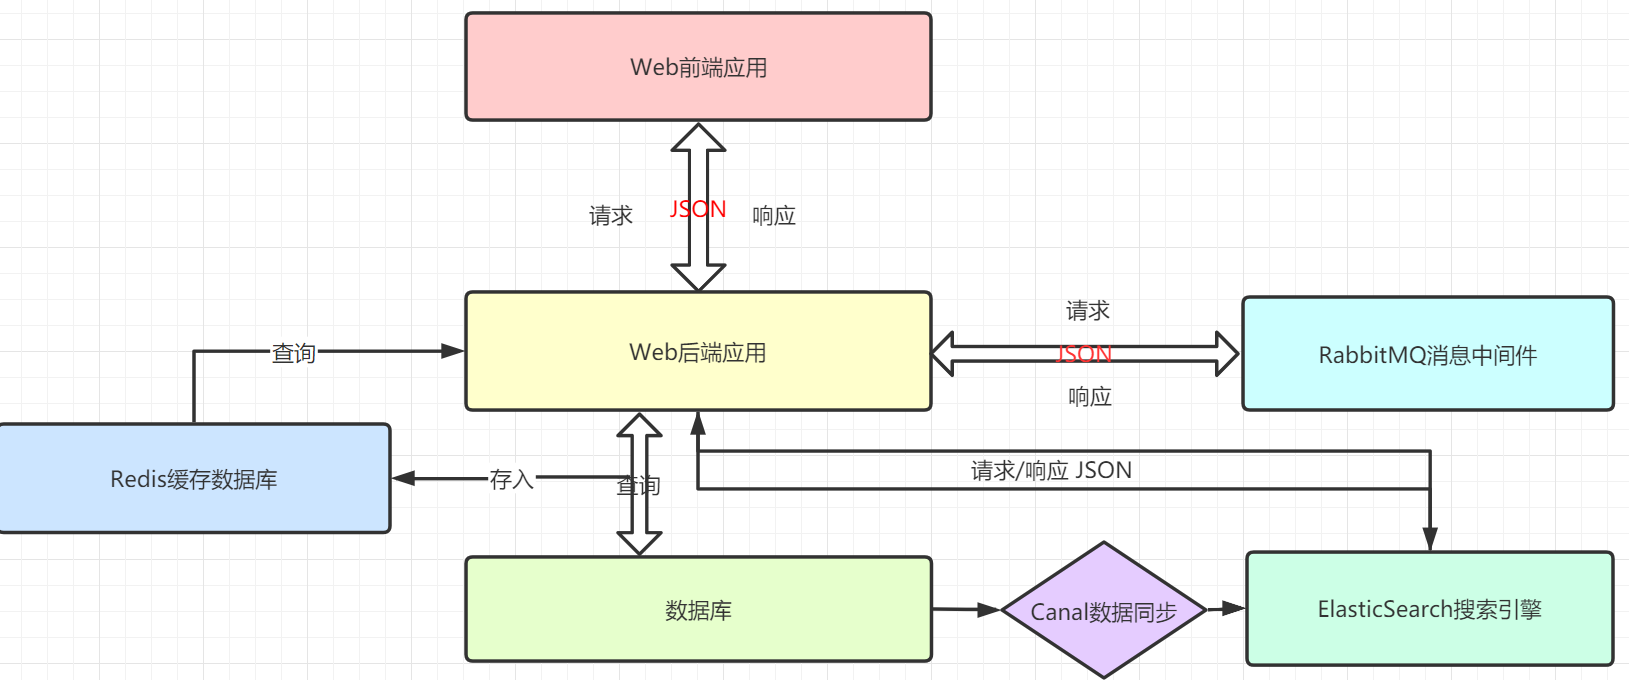 Web前端应用
请求
JSON
响应
请求
查询
Web后端应用
JSON
RabbitMQ消息中间件
响应
Redis缓存数据库
存入
查询
请求/响应 JSON
数据库
Canal数据同步
ElasticSearch搜索引擎